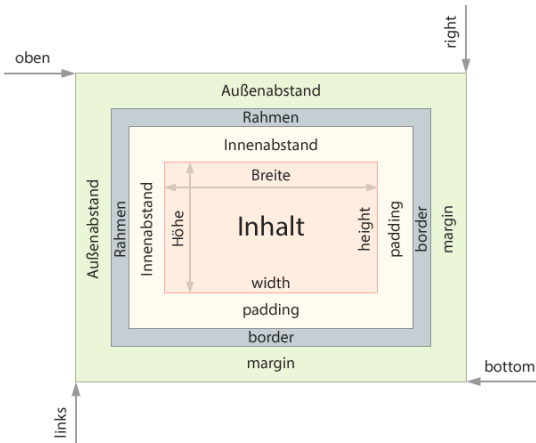 right
oben
Außenabstand
Rahmen
Innenabstand
Breite
Außenabstand
Rahmen
Innenabstand
Höhe
Inhalt
height
padding
border
margin
width
padding
border
margin
bottom
links